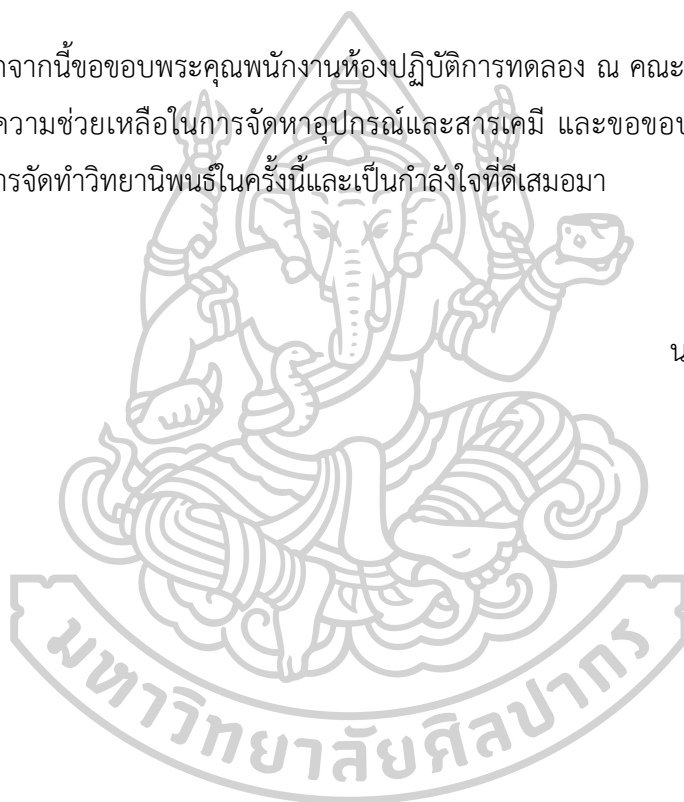 จากนี้ขอขอบพระคุณพนักงานห้องปฏิบัติการทดลอง ณ คณะ
ความช่วยเหลือในการจัดหาอุปกรณ์และสารเคมี และขอขอบ
การจัดทำวิทยานิพนธ์ในครั้งนี้และเป็นกำลังใจที่ดีเสมอมา
น
มหาวิทยาลัยศิลปากร